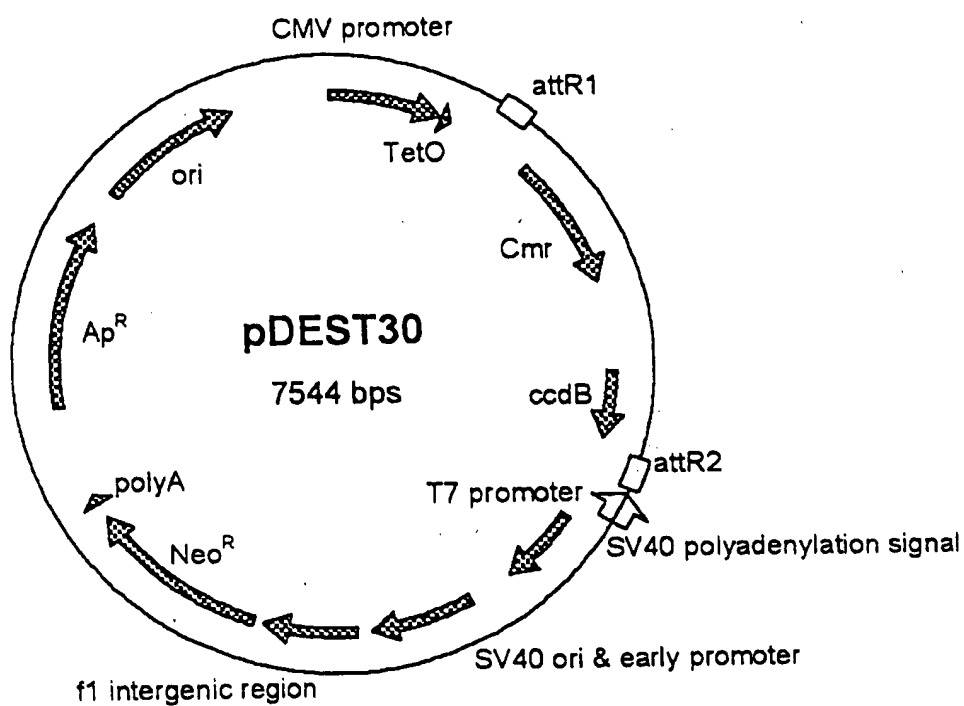 CMV promoter
attR1
TetO
ori
Cmr
Ap^R
pDEST30
7544 bps
ccdB
attR2
polyA
T7 promoter
SV40 polyadenylation signal
Neo^R
SV40 ori & early promoter
f1 intergenic region